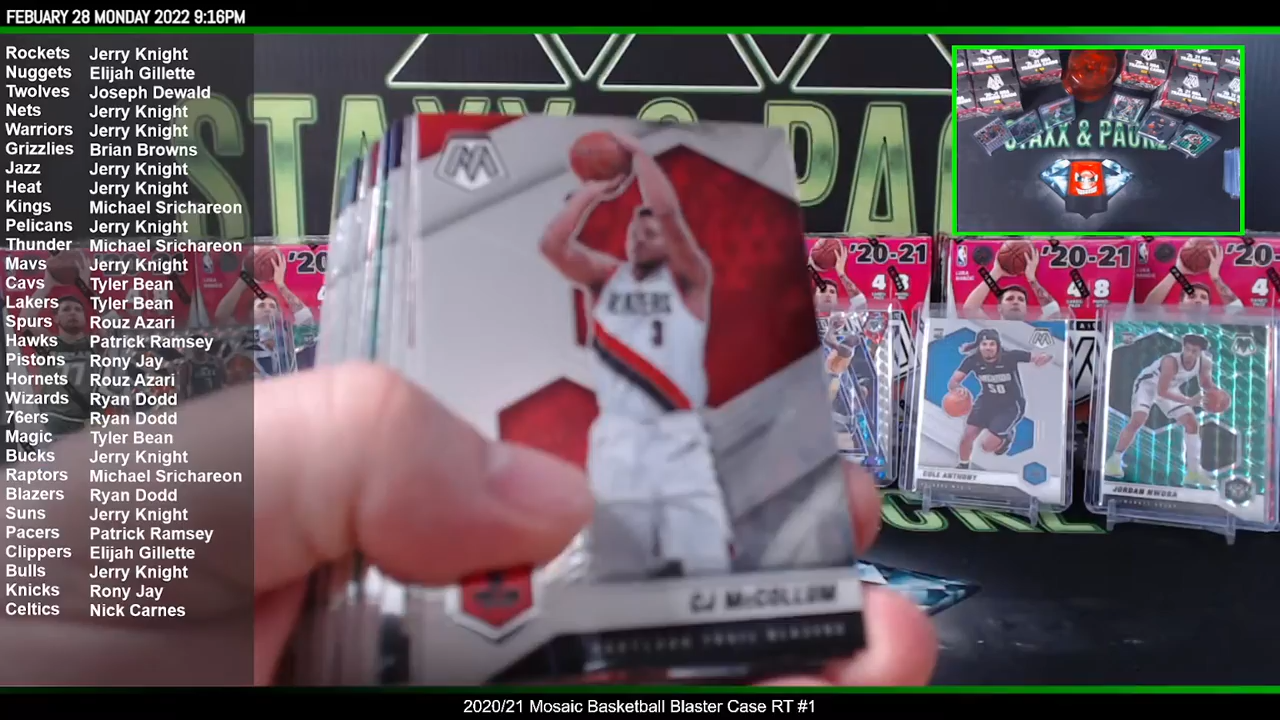 FEBUARY 28 MONDAY 2022 9:16PM
Rockets Jerry Knight
Nuggets Elijah Gillette
Twolves Joseph Dewald
Nets Jerry Knight
Warriors Jerry Knight
Grizzlies Brian Browns
Jazz Jerry Knight
Heat Jerry Knight
Kings Michael Srichareon
Pelicans Jerry Knight
Thunder Michael Srichareon
Mavs Jerry Knight
Cavs Tyler Bean
Lakers Tyler Bean
Spurs Rouz Azari
Hawks Patrick Ramsey
Pistons Rony Jay
Hornets Rouz Azari
Wizards Ryan Dodd
76ers Ryan Dodd
Magic Tyler Bean
Bucks Jerry Knight
Raptors Michael Srichareon
Blazers Ryan Dodd
Suns Jerry Knight
Pacers Patrick Ramsey
Clippers Elijah Gillette
Bulls Jerry Knight
Knicks Rony Jay
Celtics Nick Carnes
STAXX & PACKZ
'20-21
'20-21
48
3
CJ McCOLLUM
PORTLAND TRAIL BLAZERS
50
COLE ANTHONY
JORDAN NWORA
2020/21 Mosaic Basketball Blaster Case RT #1